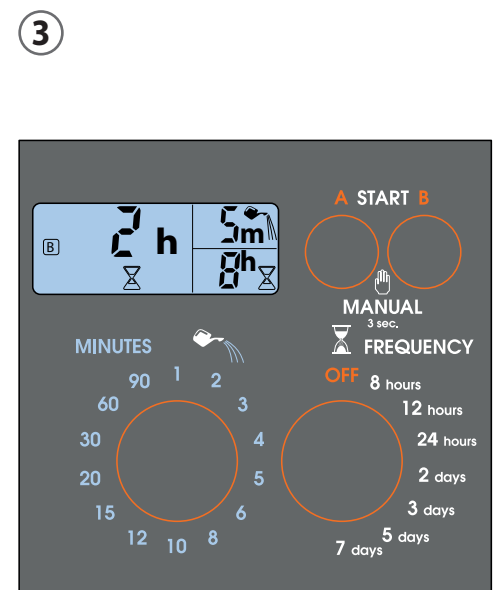 3
A START B
B 2 h 5m
8h
MANUAL
3 sec.
FREQUENCY
MINUTES
OFF
1
2
3
4
5
6
8
10
12
15
20
30
60
90
8 hours
12 hours
24 hours
2 days
3 days
5 days
7 days